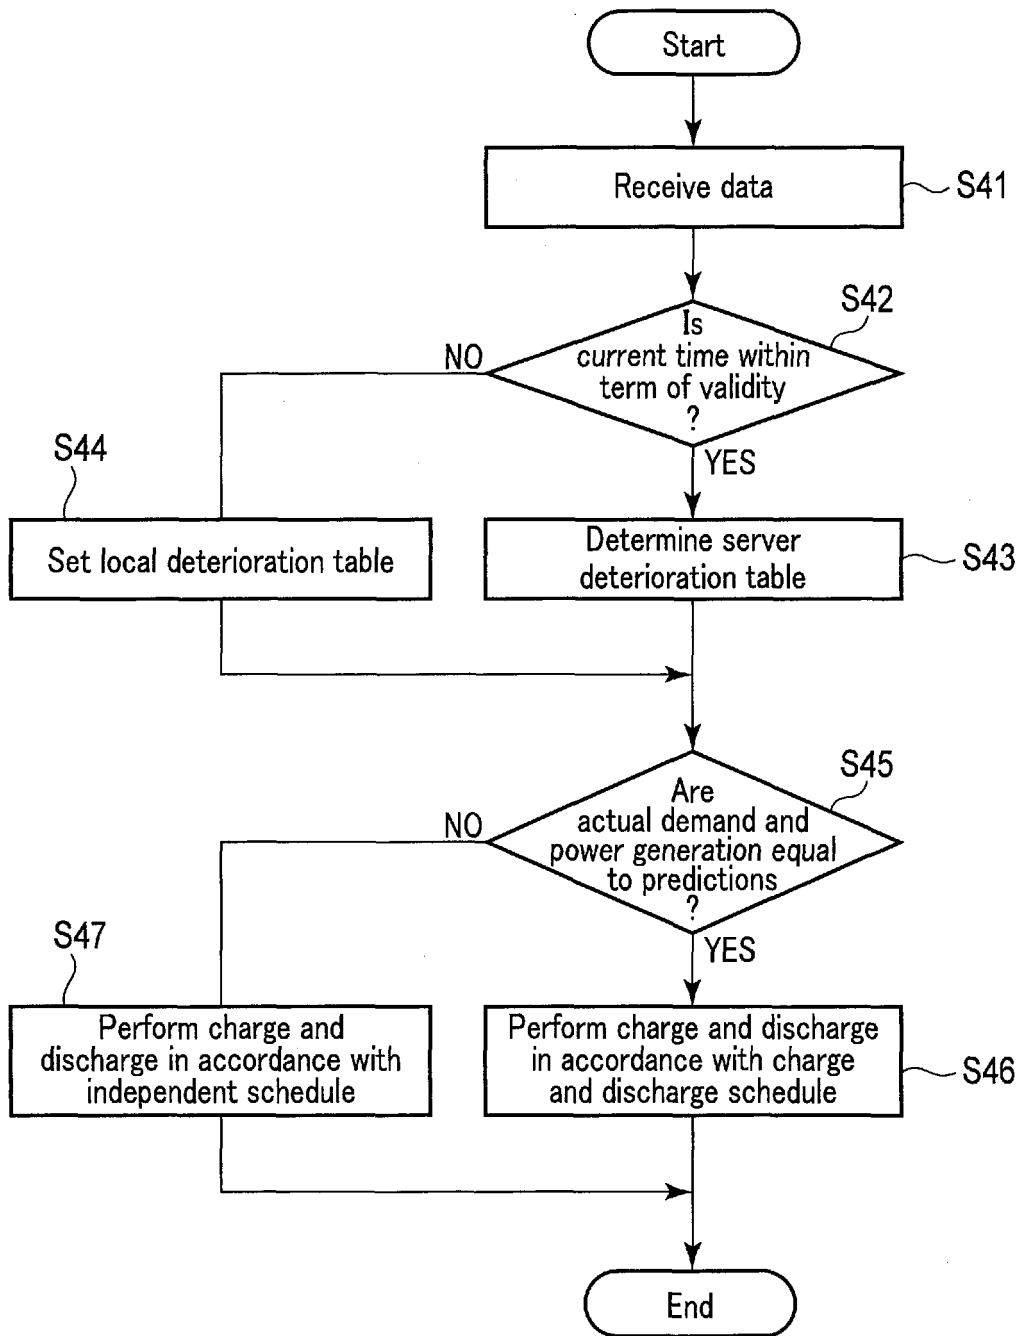 Start
Receive data
S41
S42
Is
current time within
term of validity
?
NO
YES
S44
Set local deterioration table
Determine server
deterioration table
S43
S45
Are
actual demand and
power generation equal
to predictions
?
NO
YES
S47
Perform charge and
discharge in accordance with
independent schedule
Perform charge and discharge
in accordance with charge
and discharge schedule
S46
End